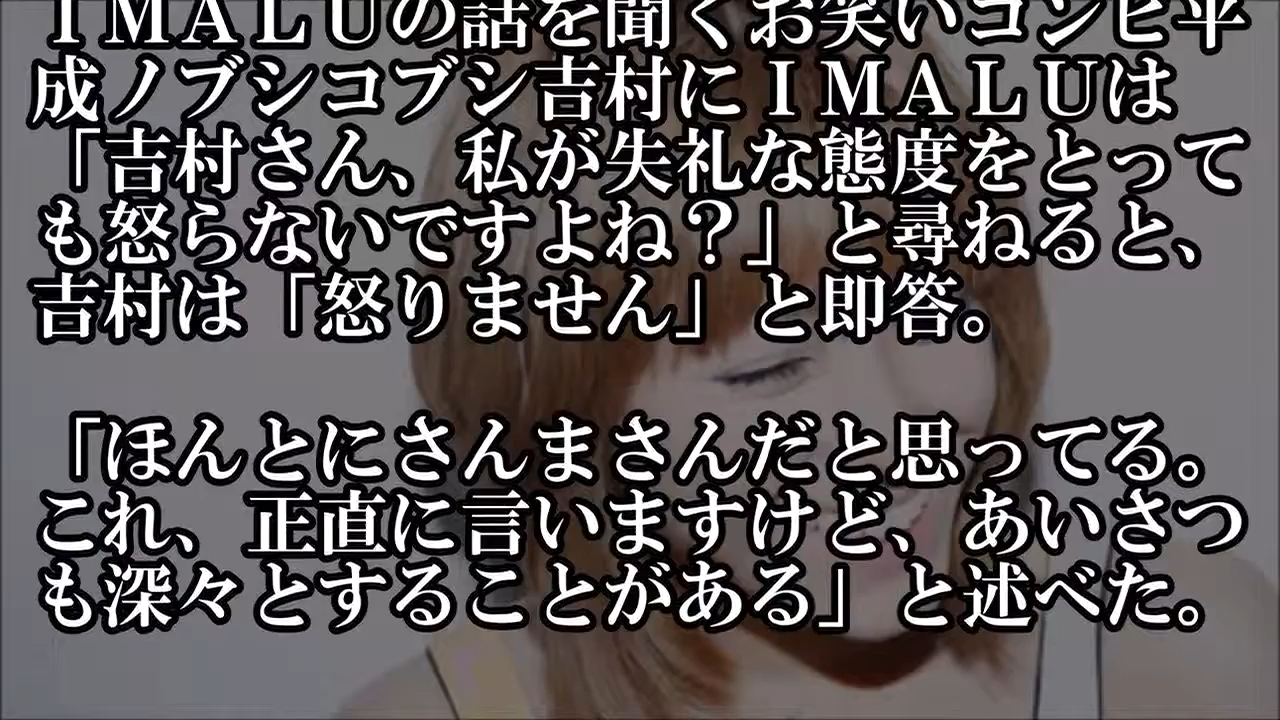 ＩＭＡＬＵの話を聞くお笑いコンビ平
成ノブシコブシ吉村にＩＭＡＬＵは
「吉村さん、私が失礼な態度をとって
も怒らないですよね？」と尋ねると、
吉村は「怒りません」と即答。
「ほんとにさんまさんだと思ってる。
これ、正直に言いますけど、あいさつ
も深々とすることがある」と述べた。